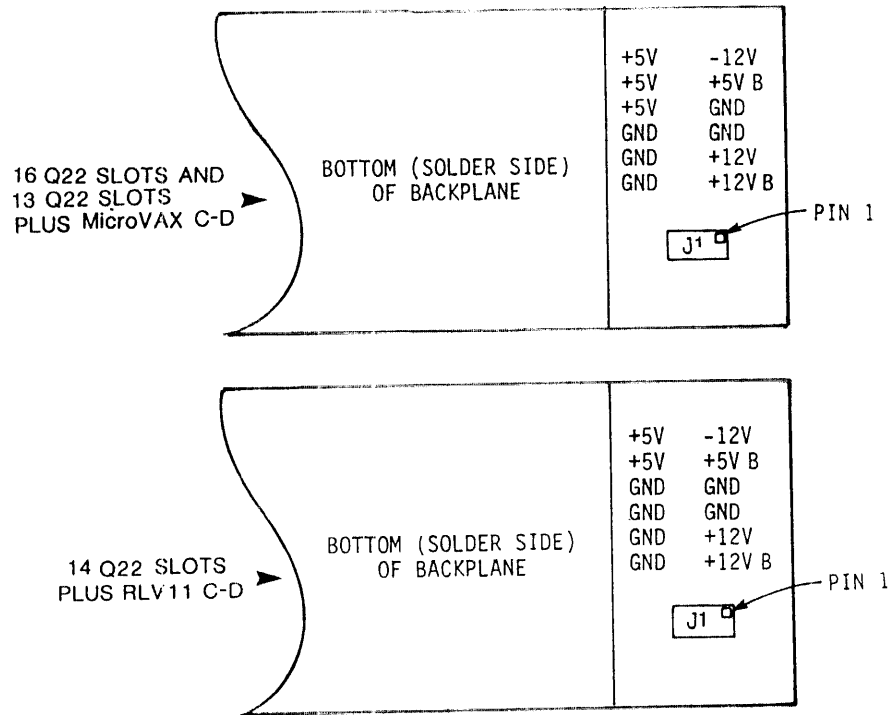 +5V -12V
+5V +5V B
+5V GND
GND GND
GND +12V
GND +12V B
16 Q22 SLOTS AND
13 Q22 SLOTS
PLUS MicroVAX C-D
BOTTOM (SOLDER SIDE)
OF BACKPLANE
PIN 1
J1
+5V -12V
+5V +5V B
GND GND
GND GND
GND +12V
GND +12V B
14 Q22 SLOTS
PLUS RLV11 C-D
BOTTOM (SOLDER SIDE)
OF BACKPLANE
PIN 1
J1